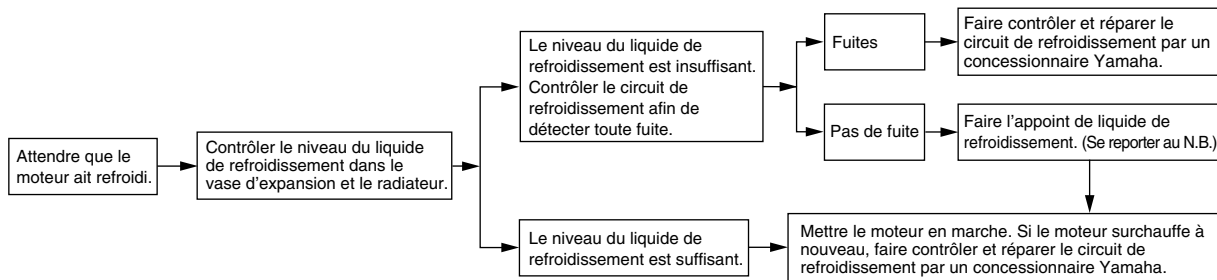 Attendre que le
moteur ait refroidi.
Contrôler le niveau du liquide
de refroidissement dans le
vase d’expansion et le radiateur.
Le niveau du liquide de
refroidissement est insuffisant.
Contrôler le circuit de
refroidissement afin de
détecter toute fuite.
Fuites
Faire contrôler et réparer le
circuit de refroidissement par un
concessionnaire Yamaha.
Pas de fuite
Faire l’appoint de liquide de
refroidissement. (Se reporter au N.B.)
Le niveau du liquide de
refroidissement est suffisant.
Mettre le moteur en marche. Si le moteur surchauffe à
nouveau, faire contrôler et réparer le circuit de
refroidissement par un concessionnaire Yamaha.